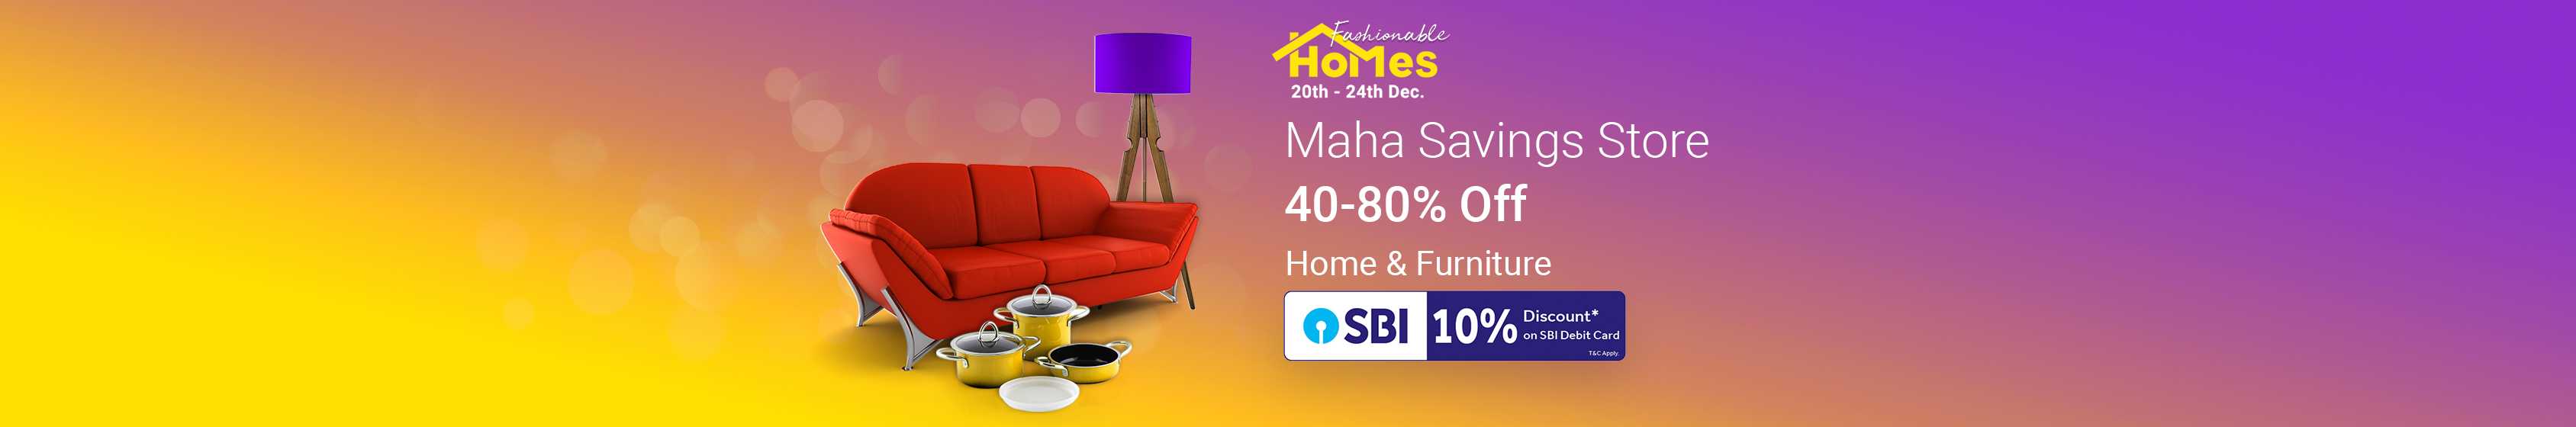 Fashionable
HoMes
20th - 24th Dec.
Maha Savings Store
40-80% Off
Home & Furniture
SBI 10% Discount*
on SBI Debit Card
T&C Apply.